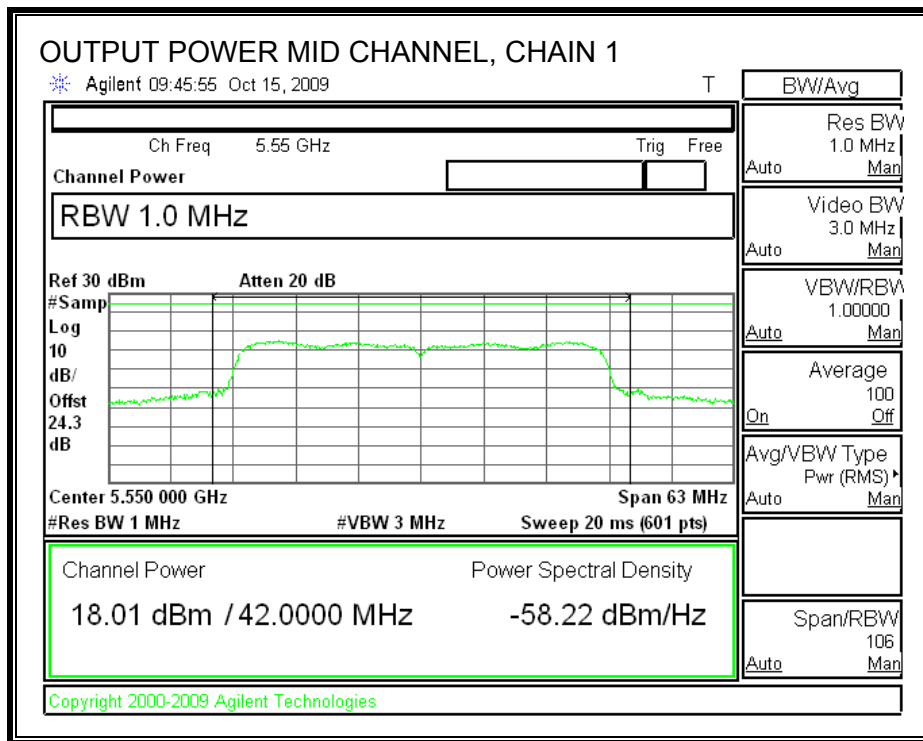 OUTPUT POWER MID CHANNEL, CHAIN 1
Agilent 09:45:55 Oct 15, 2009 T
Ch Freq 5.55 GHz Trig Free
Channel Power
RBW 1.0 MHz
Ref 30 dBm Atten 20 dB
#Samp
Log
10
dB/
Offst
24.3
dB
Center 5.550 000 GHz Span 63 MHz
#Res BW 1 MHz #VBW 3 MHz Sweep 20 ms (601 pts)
Channel Power Power Spectral Density
18.01 dBm / 42.0000 MHz -58.22 dBm/Hz
Copyright 2000-2009 Agilent Technologies
BW/Avg
Res BW
1.0 MHz
Auto Man
Video BW
3.0 MHz
Auto Man
VBW/RBW
1.00000
Auto Man
Average
100
On Off
Avg/VBW Type
Pwr (RMS)
Auto Man
Span/RBW
106
Auto Man